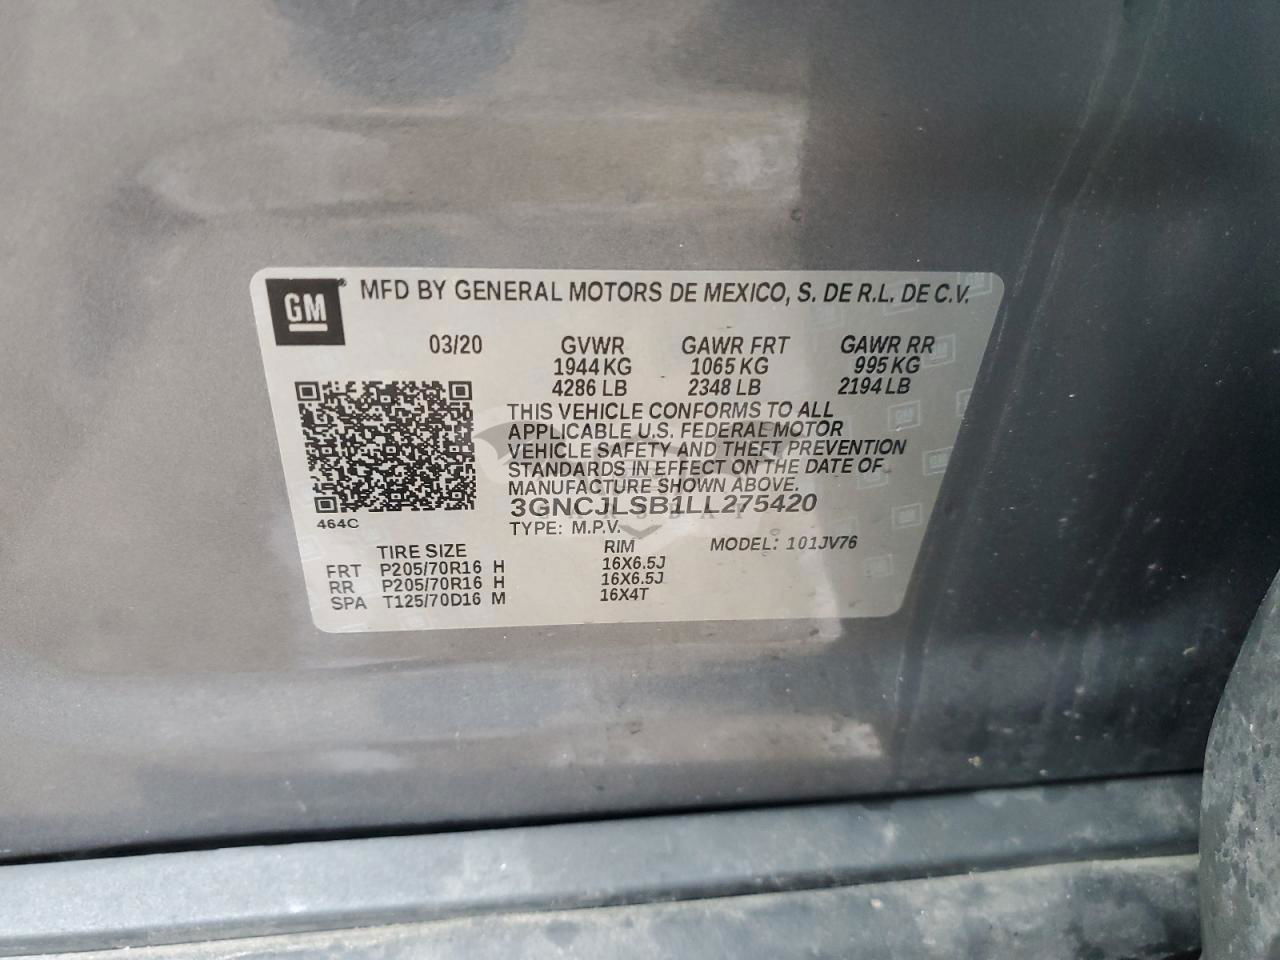 GM ® MFD BY GENERAL MOTORS DE MEXICO, S. DE R.L. DE C.V.
03/20 GVWR GAWR FRT GAWR RR
1944 KG 1065 KG 995 KG
4286 LB 2348 LB 2194 LB
THIS VEHICLE CONFORMS TO ALL
APPLICABLE U.S. FEDERAL MOTOR
VEHICLE SAFETY AND THEFT PREVENTION
STANDARDS IN EFFECT ON THE DATE OF
MANUFACTURE SHOWN ABOVE.
3GNCJLSB1LL275420
464C
TYPE: M.P.V. MODEL: 101JV76
TIRE SIZE RIM
FRT P205/70R16 H 16X6.5J
RR P205/70R16 H 16X6.5J
SPA T125/70D16 M 16X4T